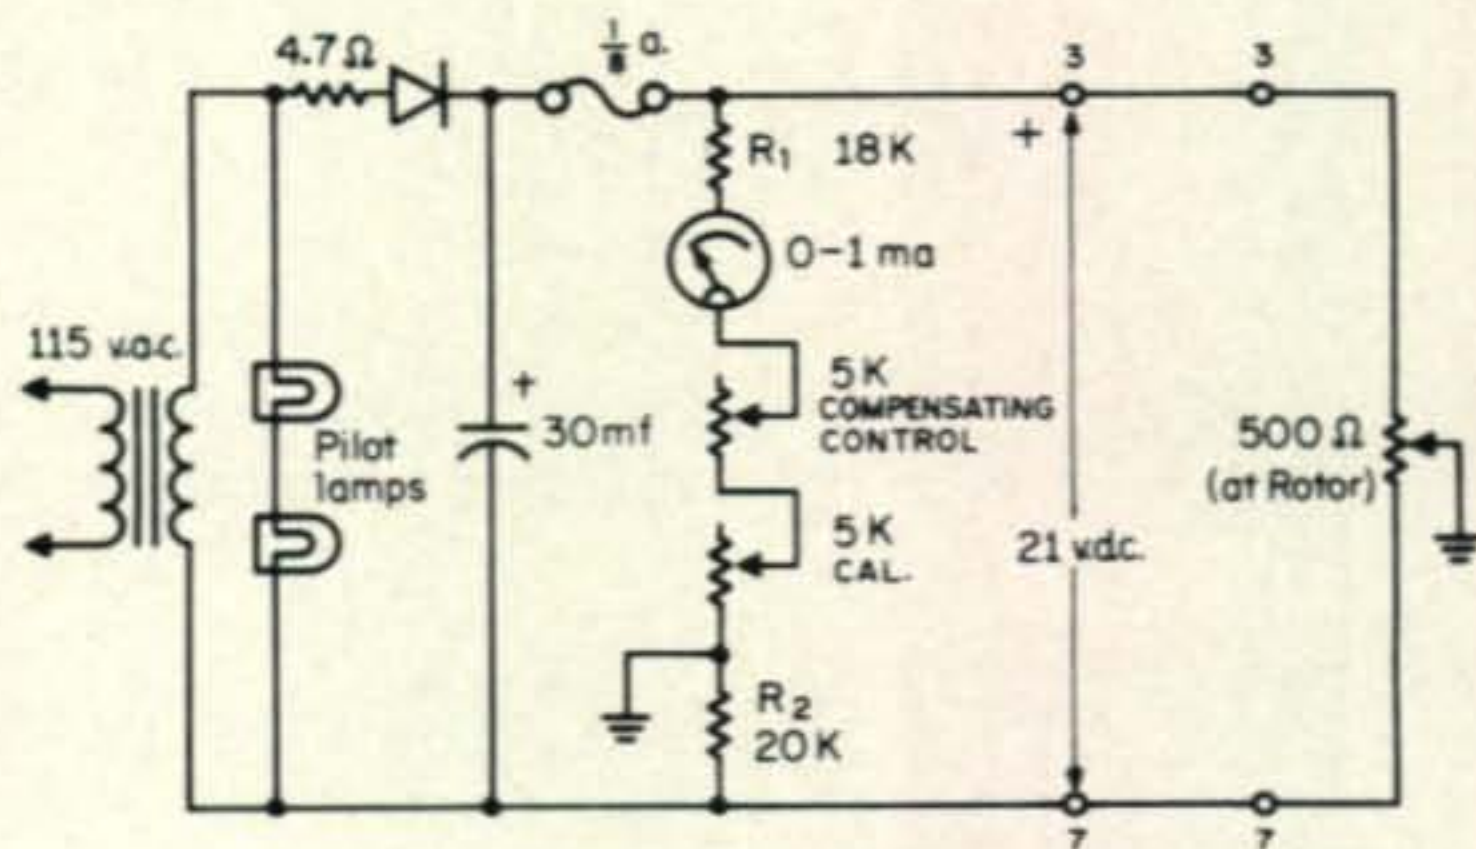 4.7Ω
1/8 a.
3
3
+
R1 18K
0-1 ma
115 v.a.c.
Pilot
lamps
+
30mf
5K
COMPENSATING
CONTROL
5K
CAL.
21 v.d.c.
500Ω
(at Rotor)
R2
20K
7
7